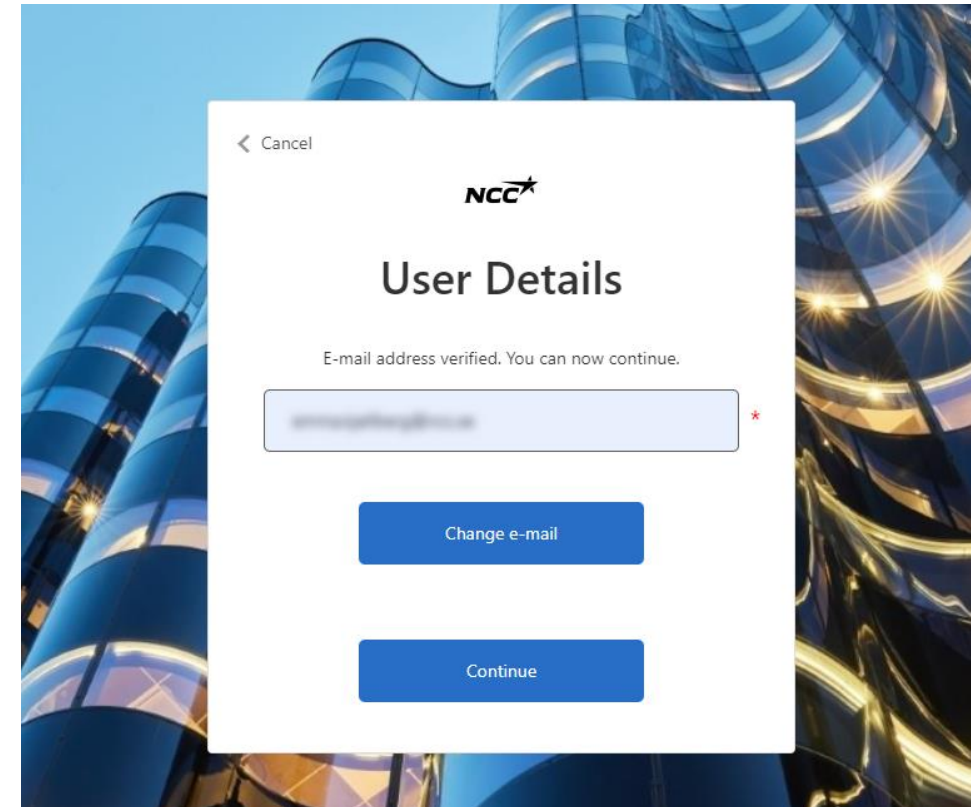 Cancel
NCC
User Details
E-mail address verified. You can now continue.
*
Change e-mail
Continue